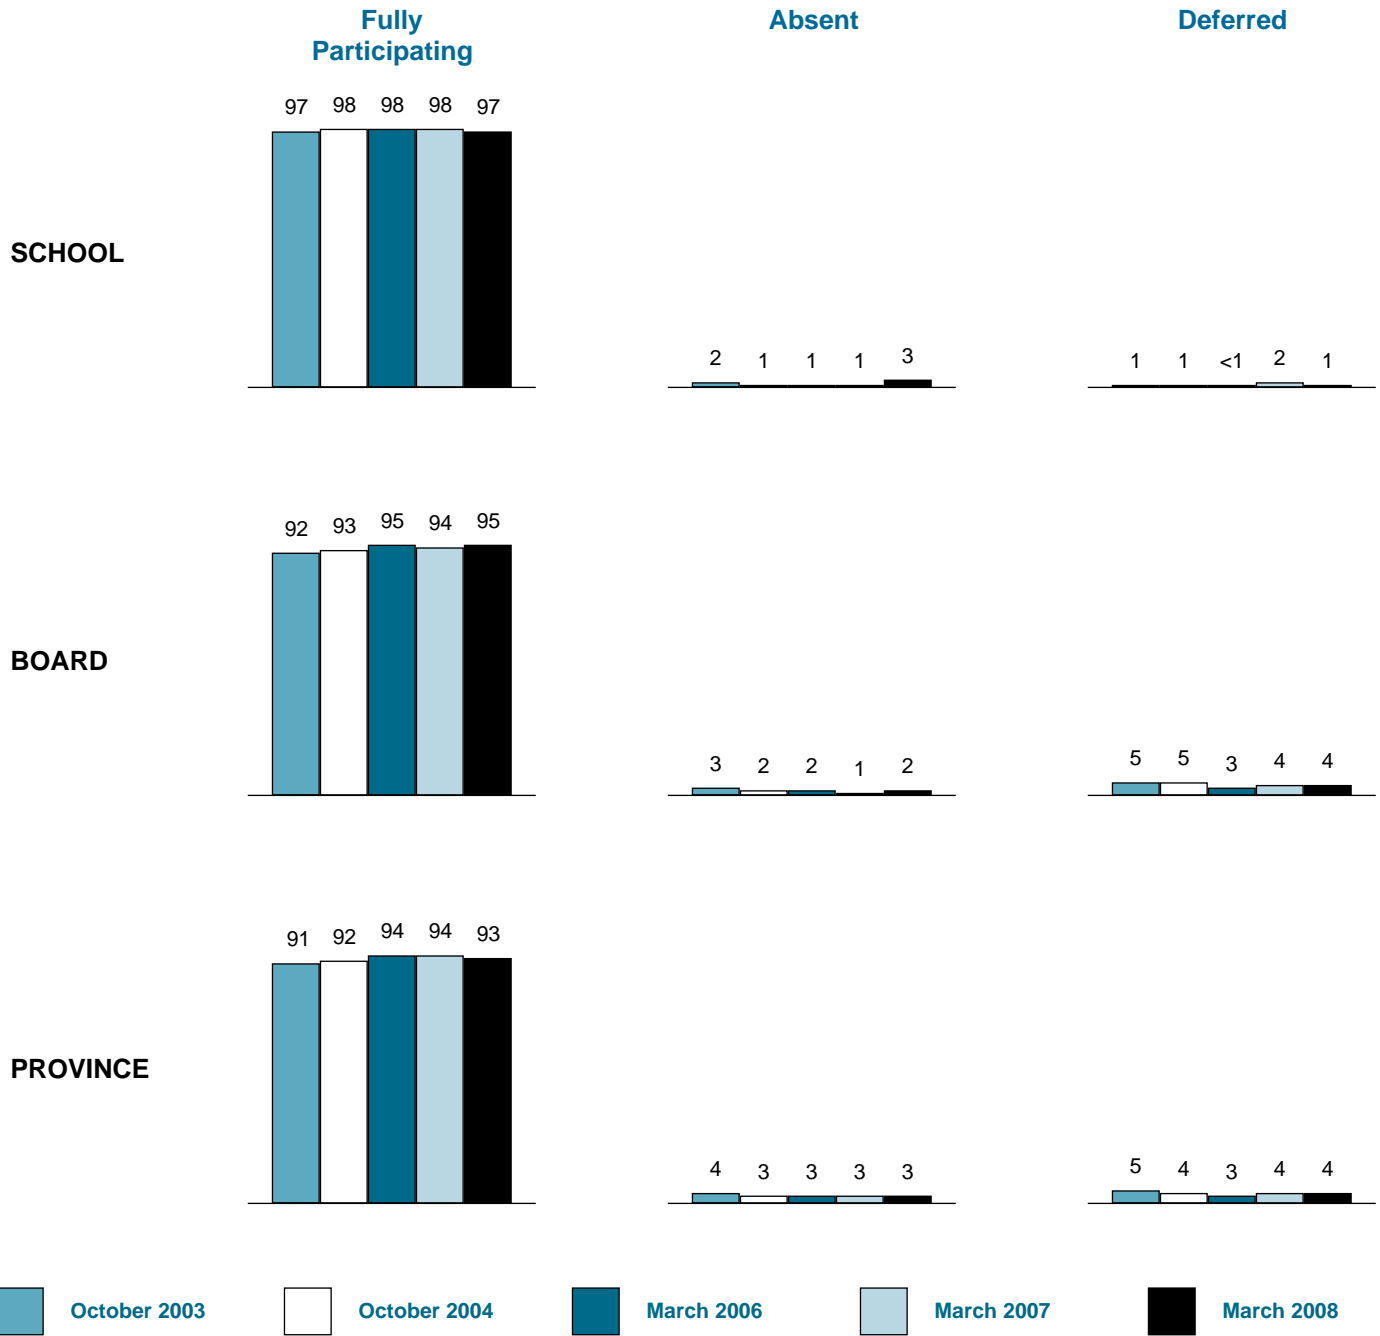 Fully
Participating
Absent
Deferred
97 98 98 98 97
SCHOOL
2 1 1 1 3
1 1 <1 2 1
92 93 95 94 95
BOARD
3 2 2 1 2
5 5 3 4 4
91 92 94 94 93
PROVINCE
4 3 3 3 3
5 4 3 4 4
October 2003
October 2004
March 2006
March 2007
March 2008